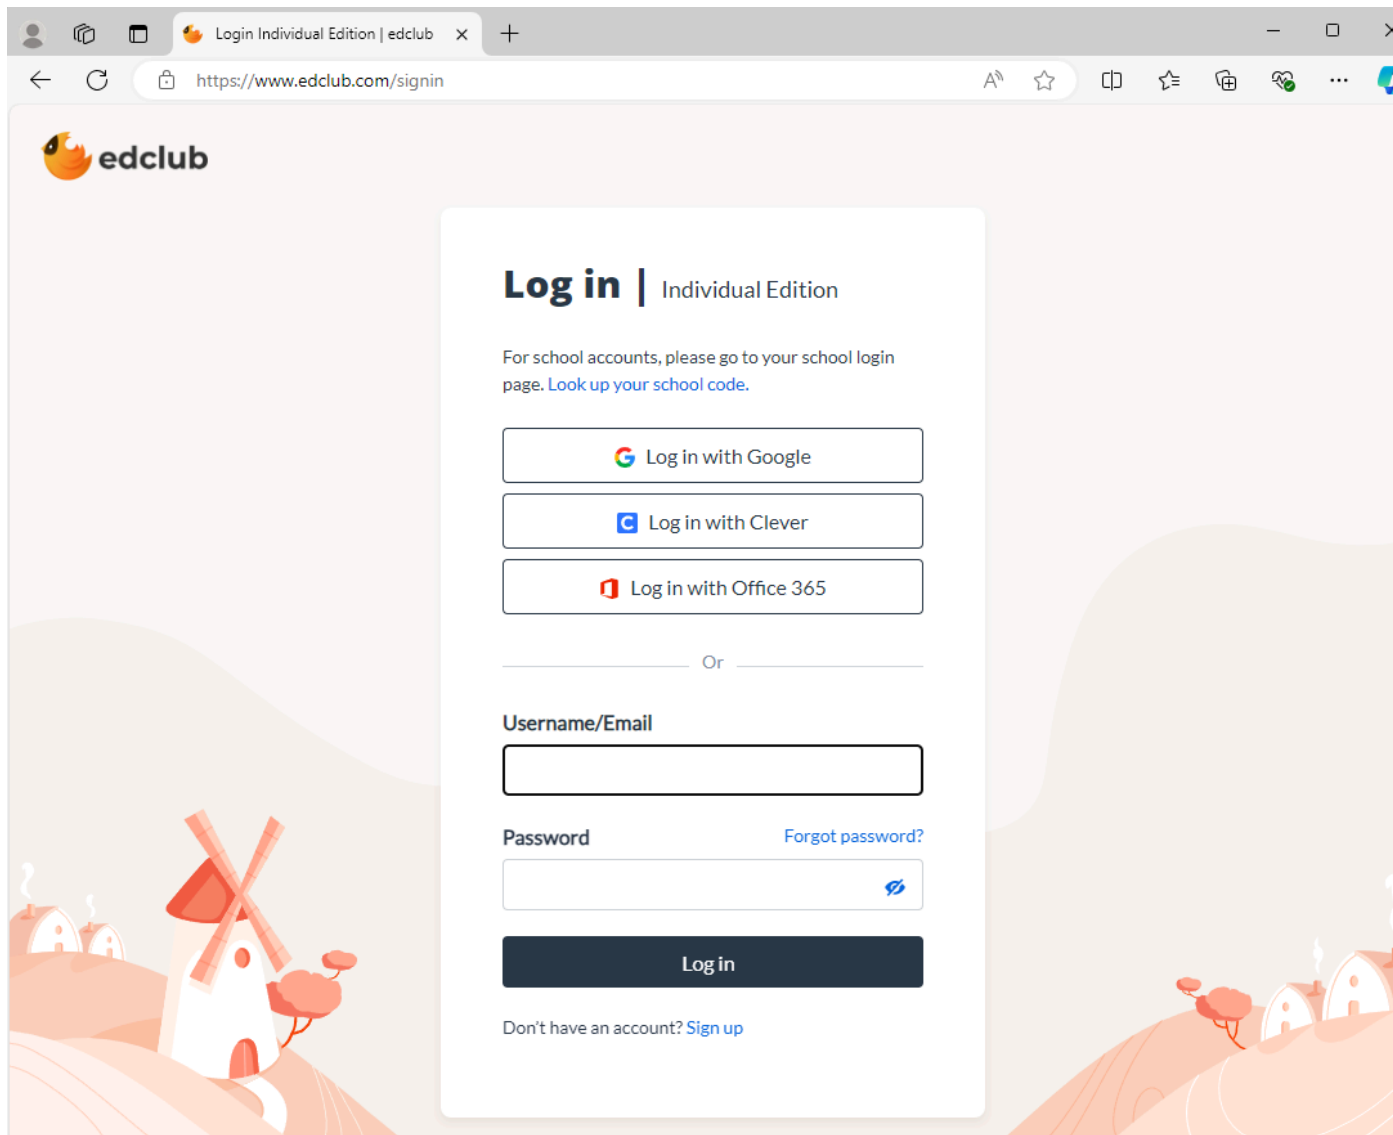 Login Individual Edition | edclub
https://www.edclub.com/signin
edclub
Log in | Individual Edition
For school accounts, please go to your school login
page. Look up your school code.
Log in with Google
Log in with Clever
Log in with Office 365
Or
Username/Email
Password
Forgot password?
Log in
Don't have an account? Sign up